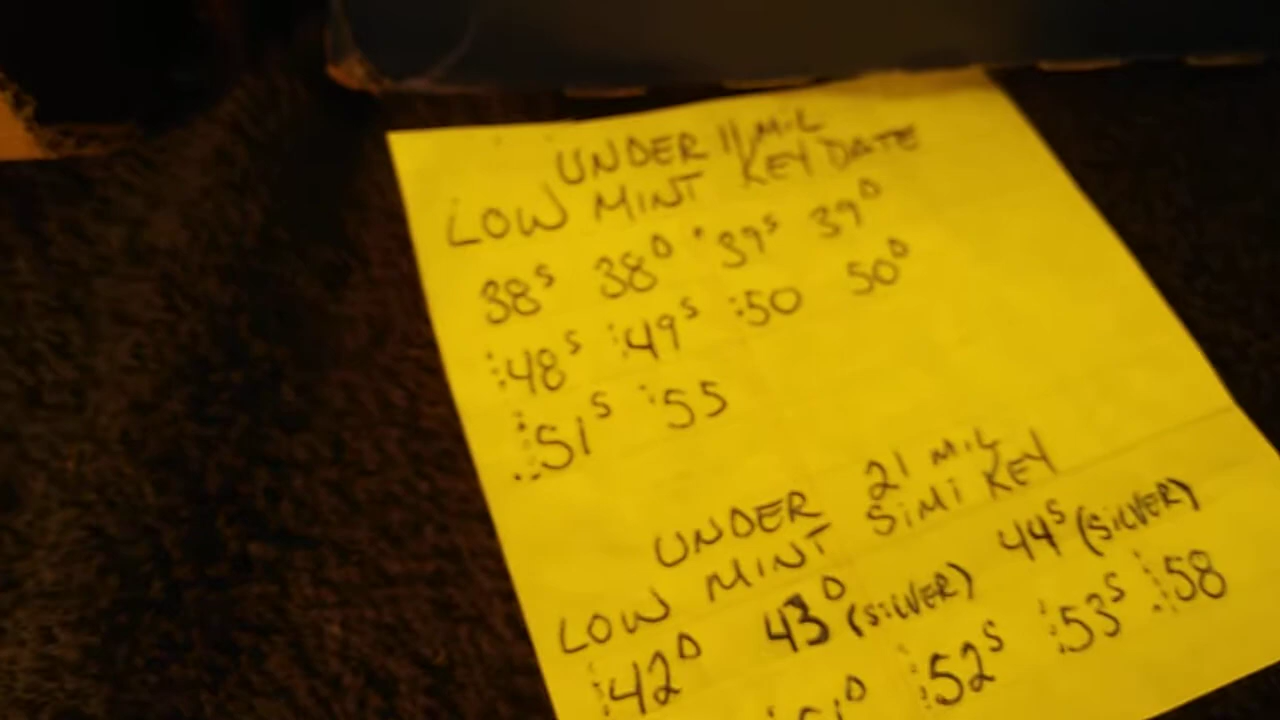 UNDER 11 MIL
LOW MINT KEY DATE
38S 38D 39S 39D
48S 49S 50 50D
51S 55
UNDER 21 MIL
LOW MINT SIMI KEY
42D 43D (SILVER) 44S (SILVER)
52S 53S 58